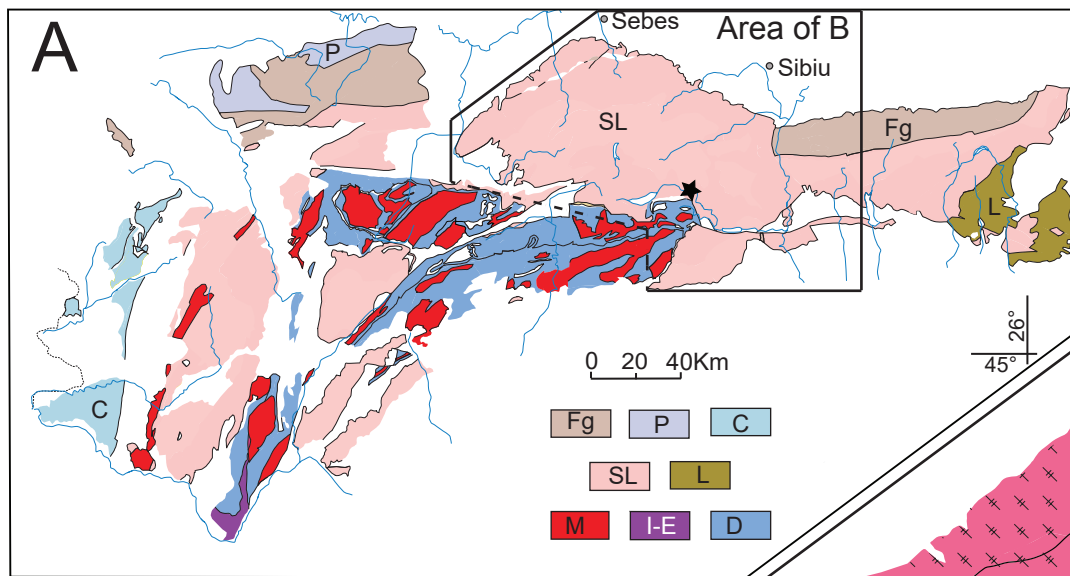 A
Sebes
Area of B
P
Sibiu
SL
Fg
L
C
0 20 40Km
26°
45°
Fg P C
SL L
M I-E D